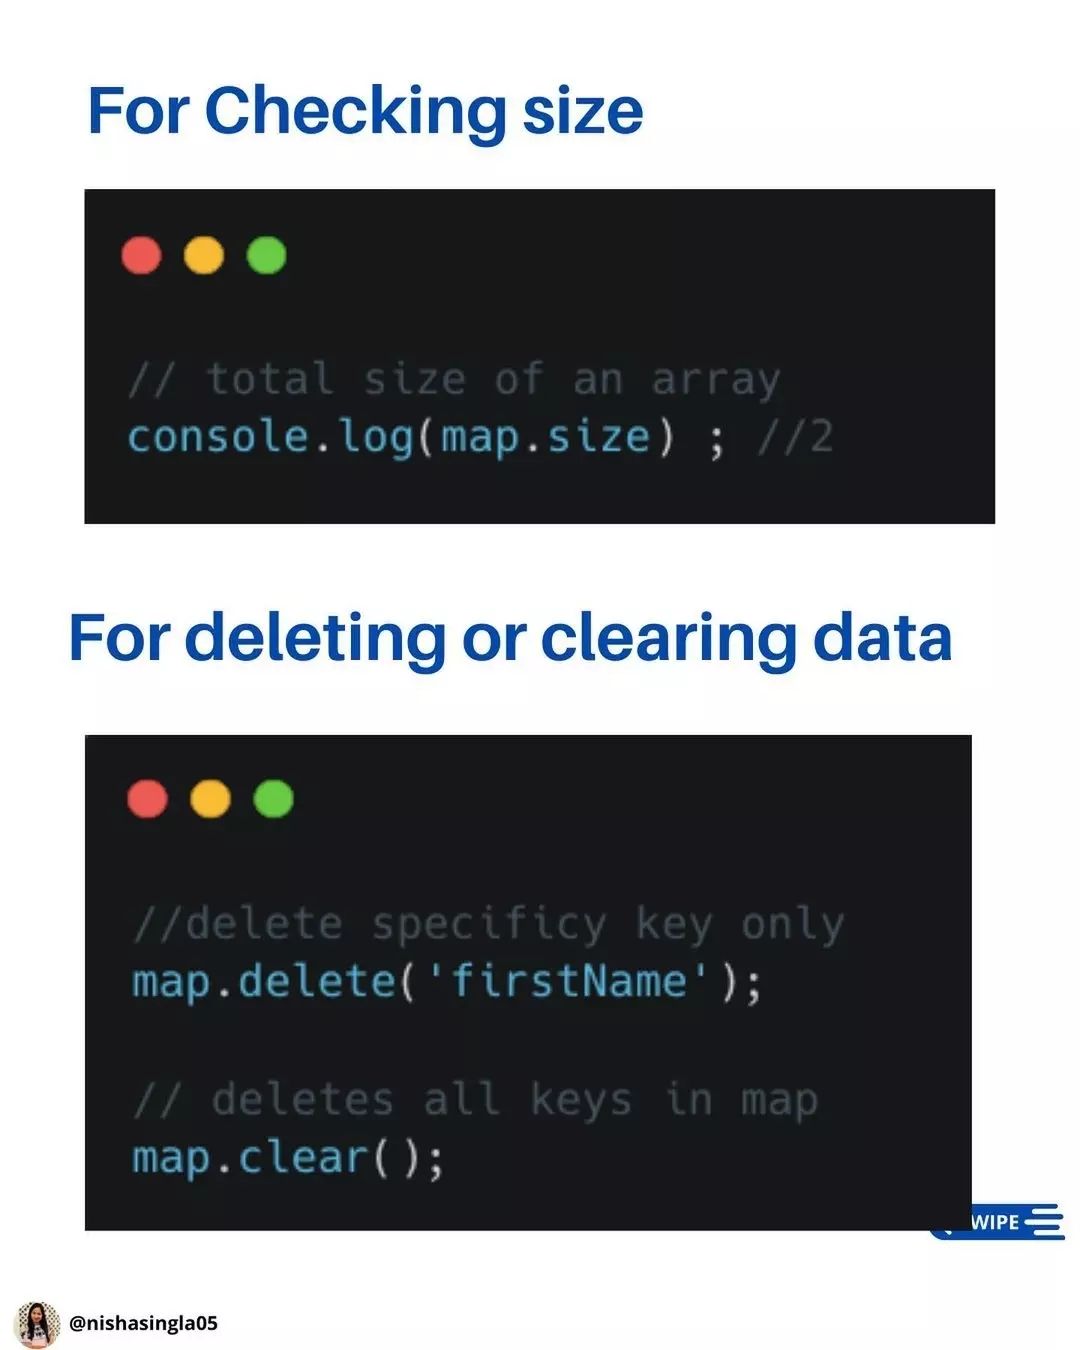 For Checking size
// total size of an array
console.log(map.size) ; //2
For deleting or clearing data
//delete specificy key only
map.delete('firstName');
// deletes all keys in map
map.clear();
WIPE
@nishasingla05